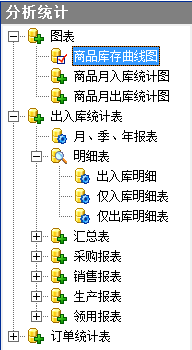 分析统计
图表
商品库存曲线图
商品月入库统计图
商品月出库统计图
出入库统计表
月、季、年报表
明细表
出入库明细
仅入库明细表
仅出库明细表
汇总表
采购报表
销售报表
生产报表
领用报表
订单统计表